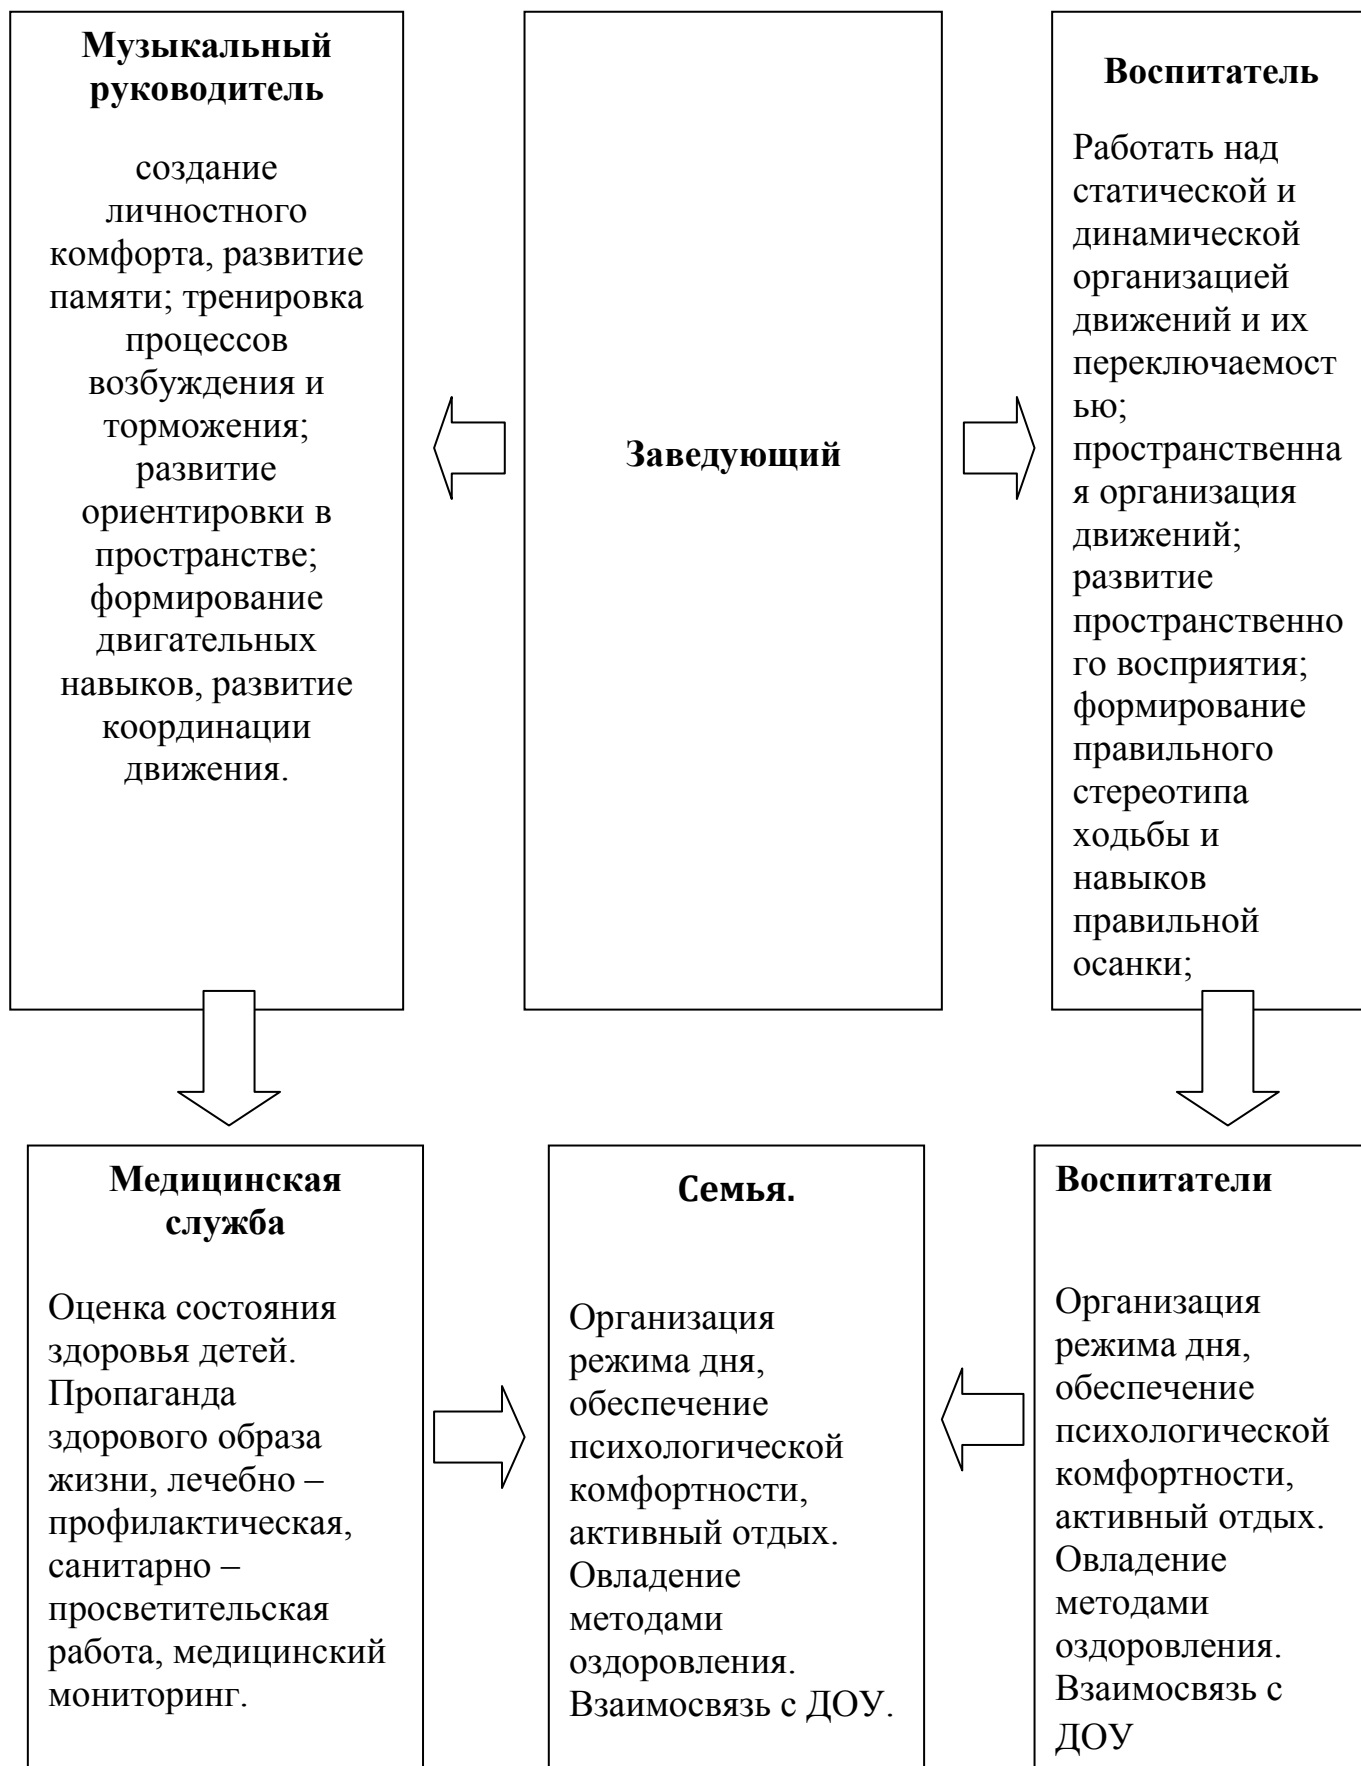 Музыкальный
руководитель
создание
личностного
комфорта, развитие
памяти; тренировка
процессов
возбуждения и
торможения;
развитие
ориентировки в
пространстве;
формирование
двигательных
навыков, развитие
координации
движения.
Заведующий
Воспитатель
Работать над
статической и
динамической
организацией
движений и их
переключаемост
ью;
пространственна
я организация
движений;
развитие
пространственно
го восприятия;
формирование
правильного
стереотипа
ходьбы и
навыков
правильной
осанки;
Медицинская
служба
Оценка состояния
здоровья детей.
Пропаганда
здорового образа
жизни, лечебно –
профилактическая,
санитарно –
просветительская
работа, медицинский
мониторинг.
Семья.
Организация
режима дня,
обеспечение
психологической
комфортности,
активный отдых.
Овладение
методами
оздоровления.
Взаимосвязь с ДОУ.
Воспитатели
Организация
режима дня,
обеспечение
психологической
комфортности,
активный отдых.
Овладение
методами
оздоровления.
Взаимосвязь с
ДОУ